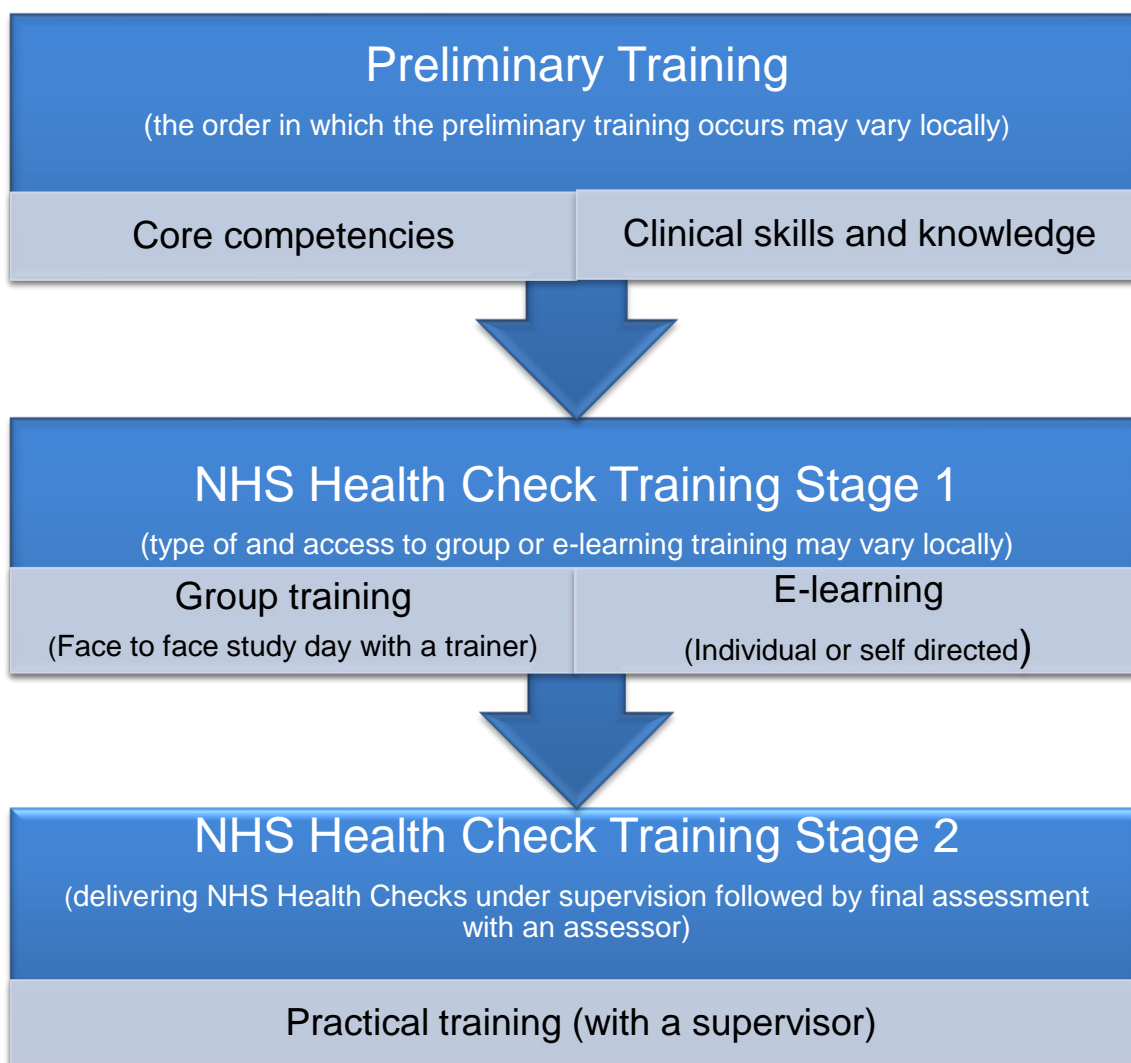 Preliminary Training
(the order in which the preliminary training occurs may vary locally)
Core competencies
Clinical skills and knowledge
NHS Health Check Training Stage 1
(type of and access to group or e-learning training may vary locally)
Group training
(Face to face study day with a trainer)
E-learning
(Individual or self directed)
NHS Health Check Training Stage 2
(delivering NHS Health Checks under supervision followed by final assessment
with an assessor)
Practical training (with a supervisor)